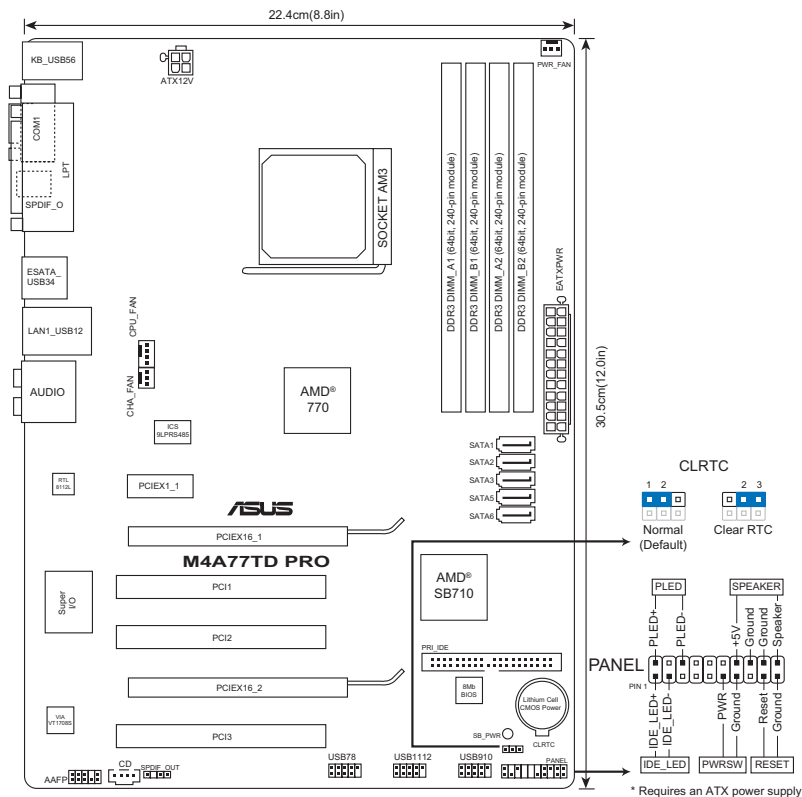 22.4cm(8.8in)
KB_USB56
ATX12V
PWR_FAN
COM1
LPT
SPDIF_O
SOCKET AM3
DDR3 DIMM_A1 (64bit, 240-pin module)
DDR3 DIMM_B1 (64bit, 240-pin module)
DDR3 DIMM_A2 (64bit, 240-pin module)
DDR3 DIMM_B2 (64bit, 240-pin module)
EATXPWR
30.5cm(12.0in)
ESATA_
USB34
LAN1_USB12
CPU_FAN
CHA_FAN
AUDIO
AMD®
770
ICS
9LPRS485
SATA1
SATA2
SATA3
SATA5
SATA6
RTL
8112L
PCIEX1_1
ASUS
PCIEX16_1
M4A77TD PRO
PCI1
Super
I/O
PCI2
AMD®
SB710
PRI_IDE
PCIEX16_2
8Mb
BIOS
Lithium Cell
CMOS Power
VIA
VT1708S
PCI3
SB_PWR
CLRTC
AAFP
CD
SPDIF_OUT
USB78
USB1112
USB910
PANEL
CLRTC
1 2
2 3
Normal
(Default)
Clear RTC
PLED
SPEAKER
PLED+
PLED-
+5V
Ground
Ground
Speaker
PANEL
PIN 1
IDE_LED+
IDE_LED-
PWR
Ground
Reset
Ground
IDE_LED
PWRSW
RESET
* Requires an ATX power supply